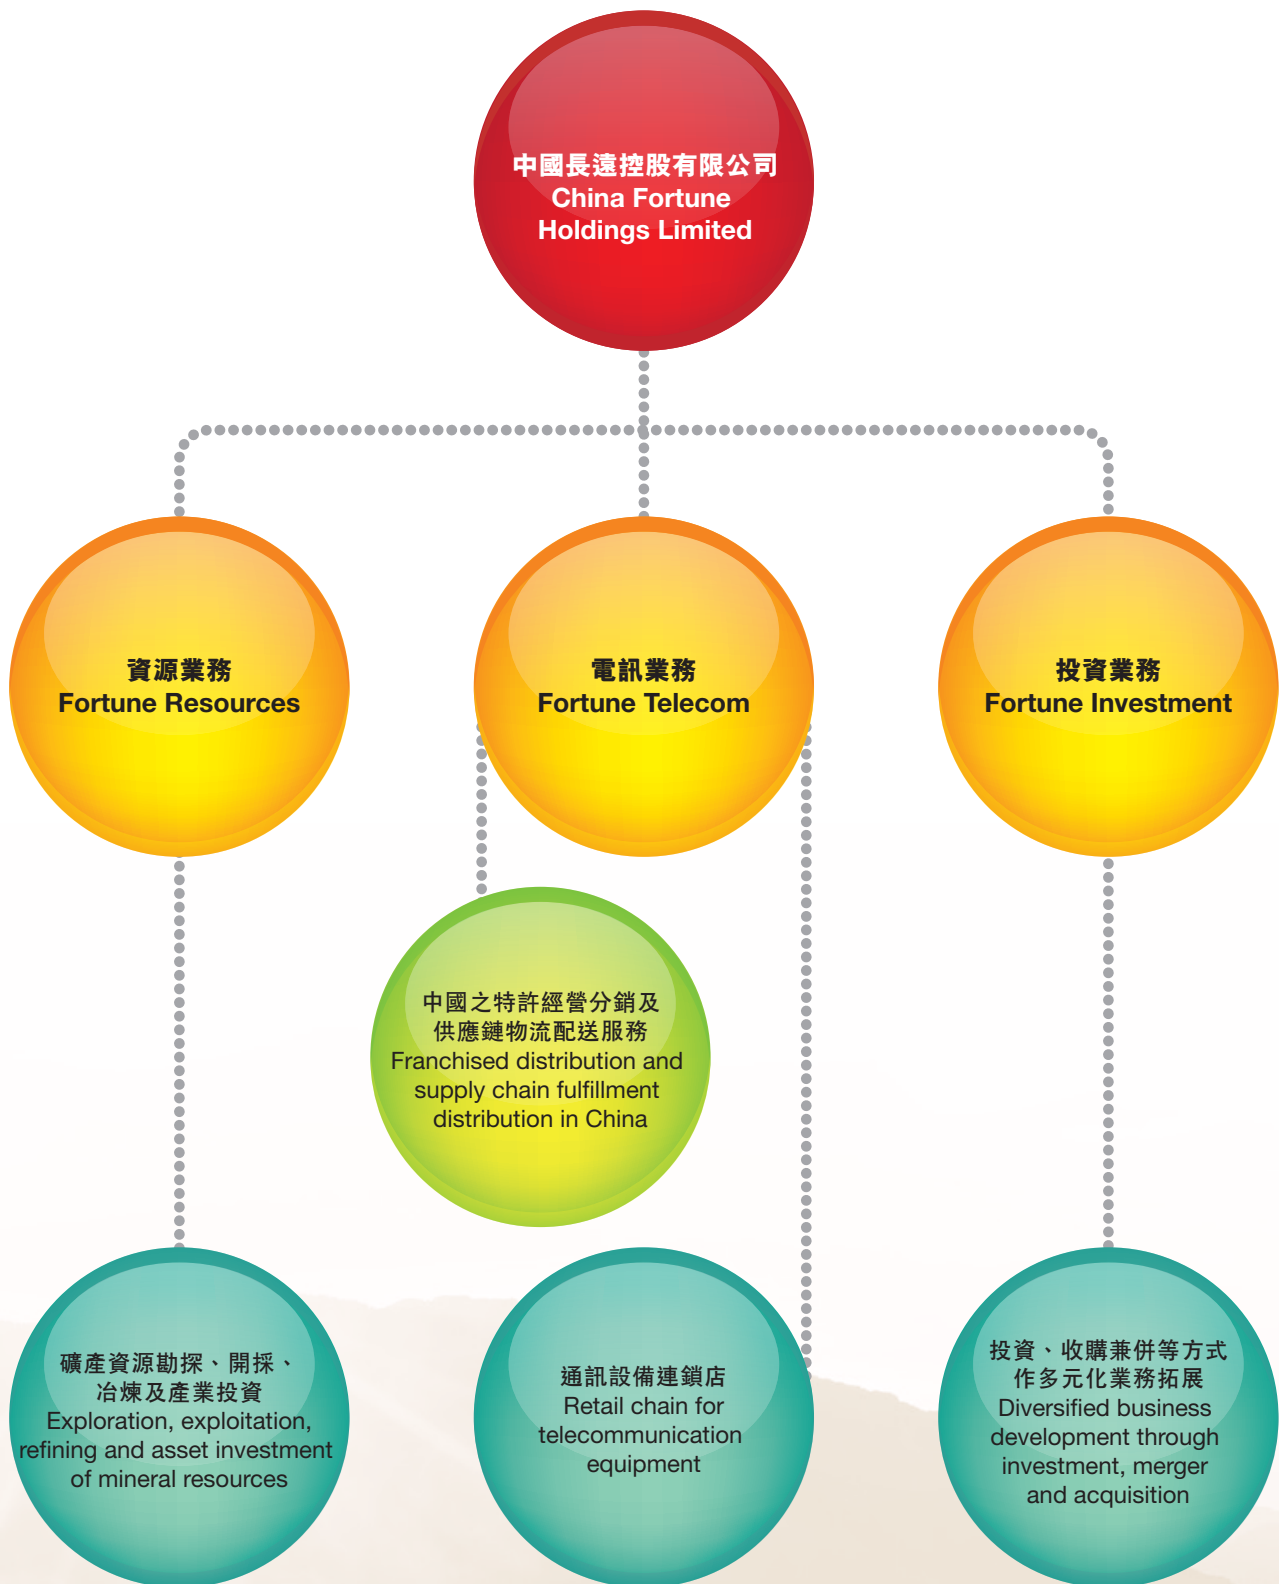 中國長遠控股有限公司
China Fortune
Holdings Limited
資源業務
Fortune Resources
電訊業務
Fortune Telecom
投資業務
Fortune Investment
中國之特許經營分銷及
供應鏈物流配送服務
Franchised distribution and
supply chain fulfillment
distribution in China
礦產資源勘探、開採、
冶煉及產業投資
Exploration, exploitation,
refining and asset investment
of mineral resources
通訊設備連鎖店
Retail chain for
telecommunication
equipment
投資、收購兼併等方式
作多元化業務拓展
Diversified business
development through
investment, merger
and acquisition